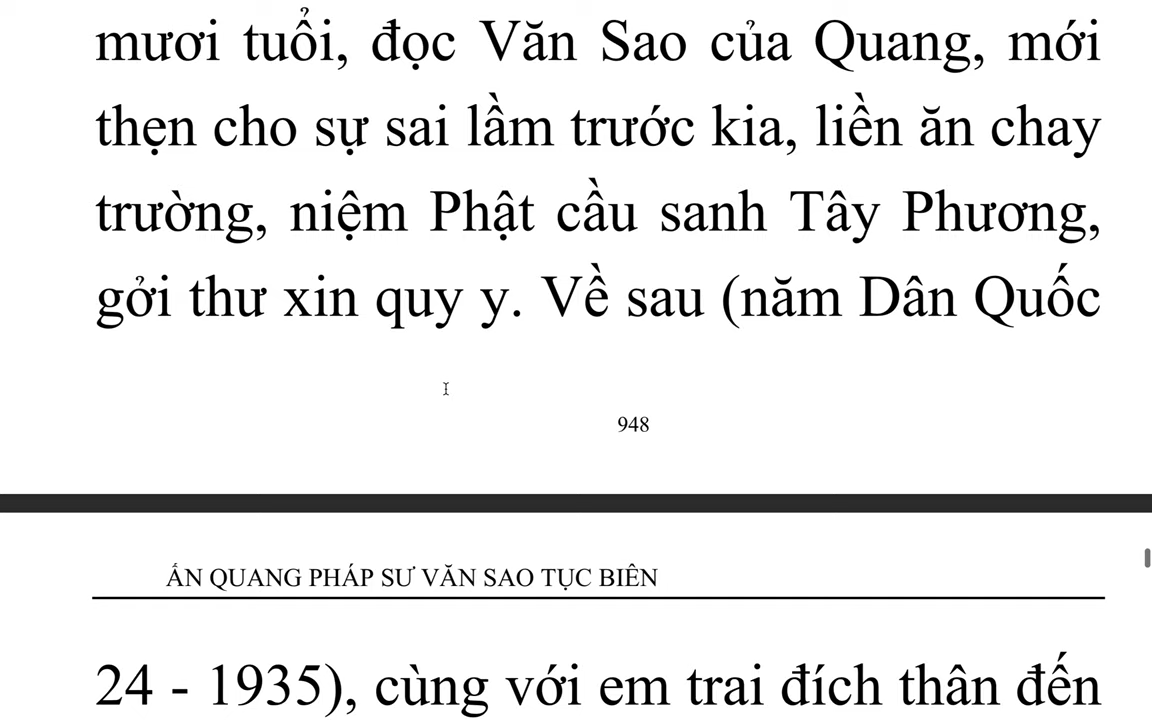 mươi tuổi, đọc Văn Sao của Quang, mới
thẹn cho sự sai lầm trước kia, liền ăn chay
trường, niệm Phật cầu sanh Tây Phương,
gởi thư xin quy y. Về sau (năm Dân Quốc
948
ẤN QUANG PHÁP SƯ VĂN SAO TỤC BIÊN
24 - 1935), cùng với em trai đích thân đến